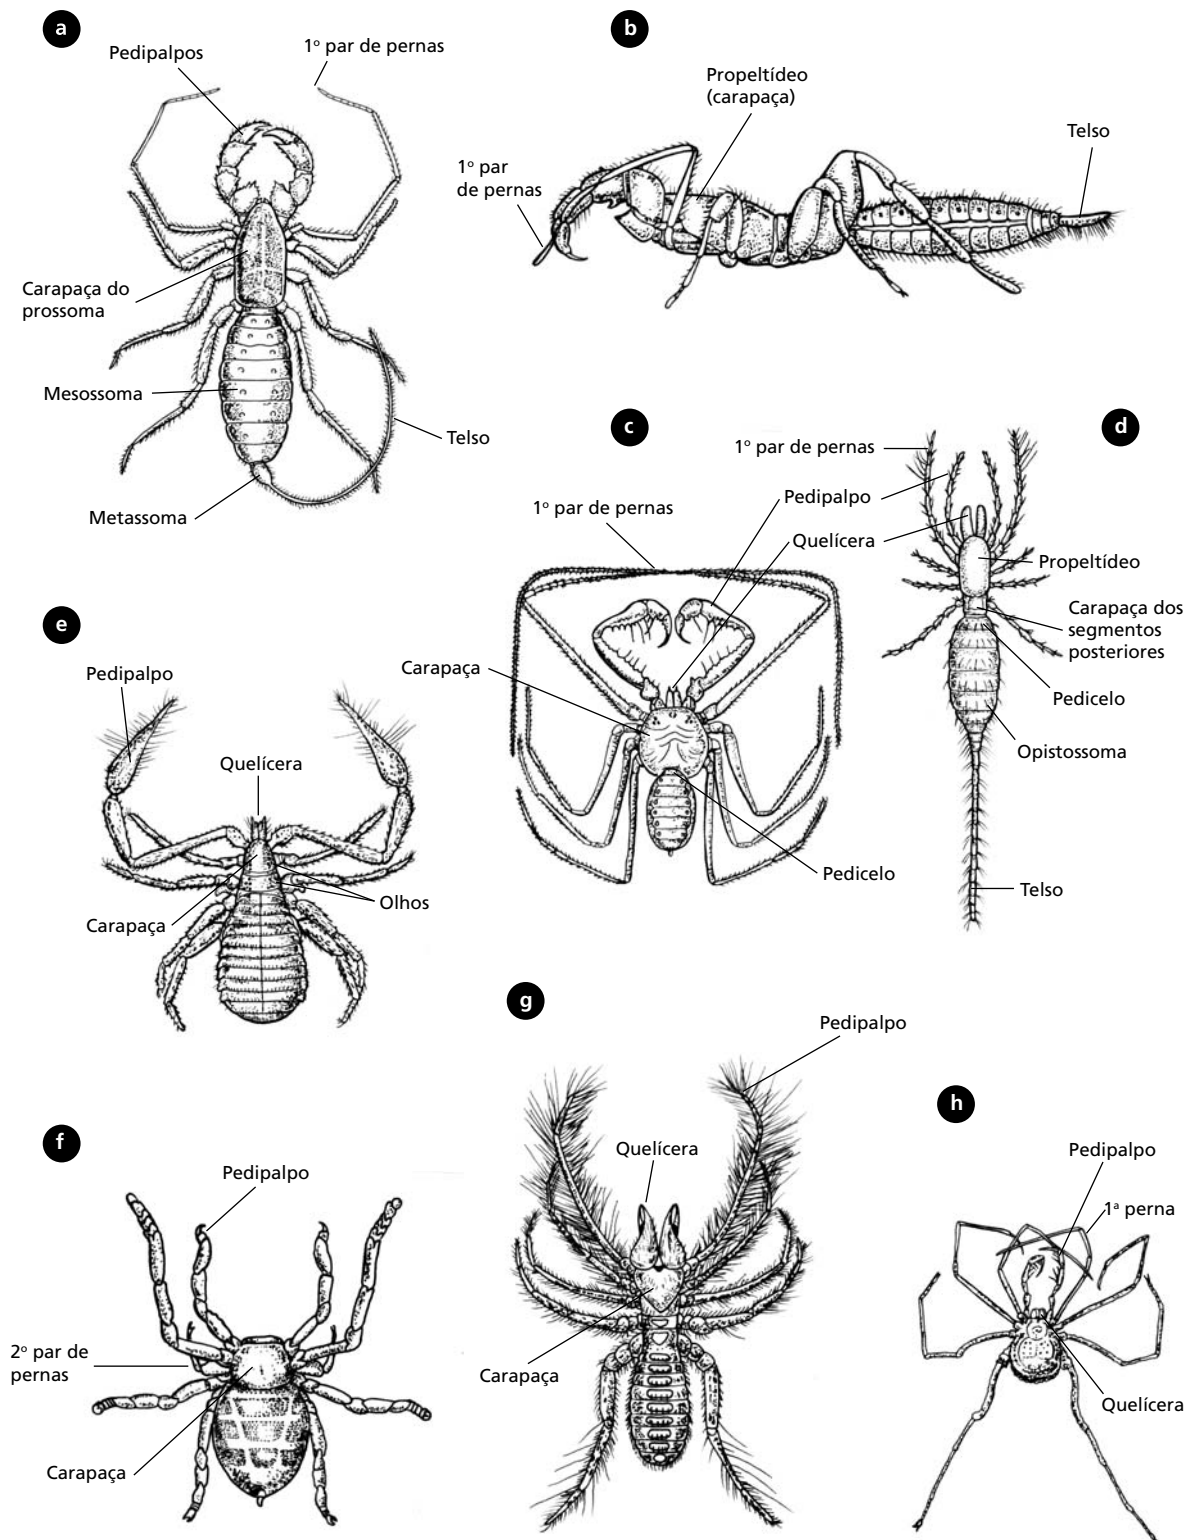 a
Pedipalpos
1º par de pernas
Carapaça do
prossoma
Mesossoma
Metassoma
Telso
b
Propeltídeo
(carapaça)
1º par
de pernas
Telso
c
1º par de pernas
Carapaça
Pedicelo
d
1º par de pernas
Pedipalpo
Quelícera
Propeltídeo
Carapaça dos
segmentos
posteriores
Pedicelo
Opistossoma
Telso
e
Pedipalpo
Quelícera
Olhos
Carapaça
f
Pedipalpo
2º par de
pernas
Carapaça
g
Pedipalpo
Quelícera
Carapaça
h
Pedipalpo
1ª perna
Quelícera